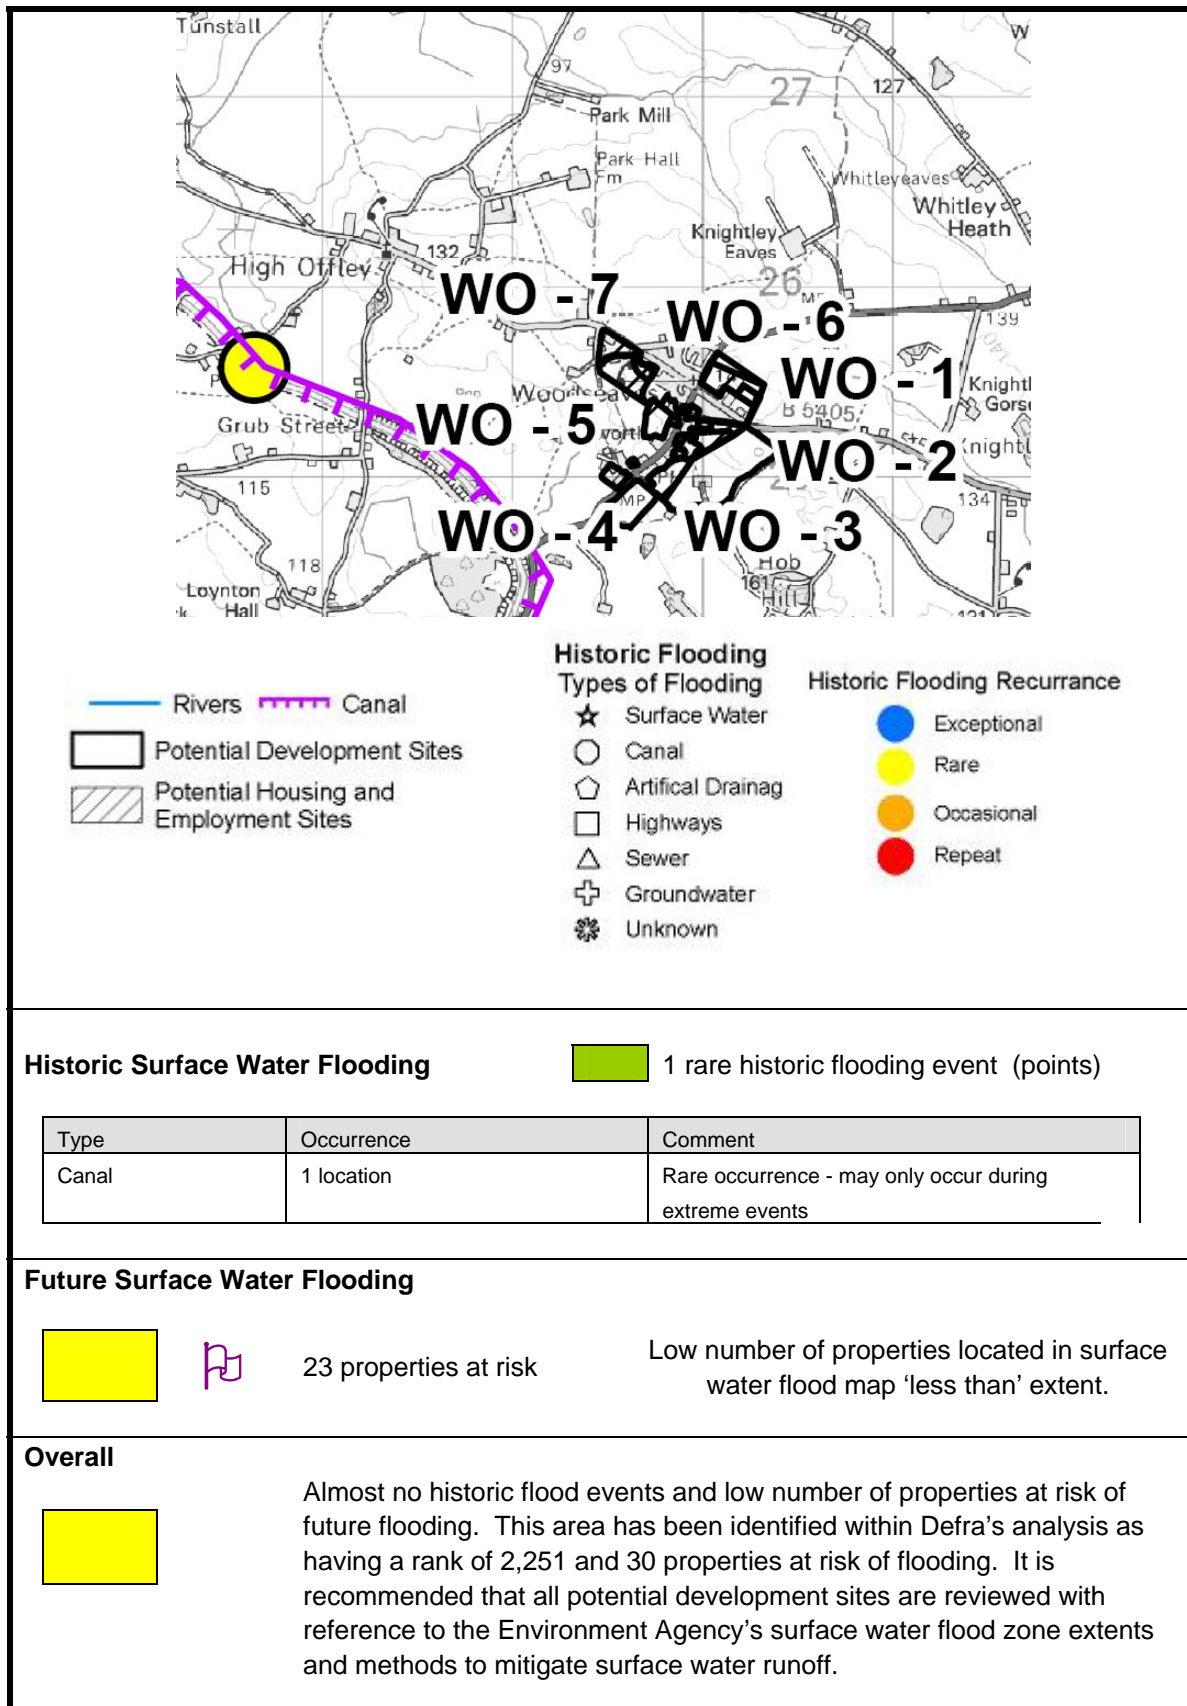 Tunstall
W
97
27
127
Park Mill
Park Hall
Fm
Whitleyeaves
Whitley
Heath
Knightley
Eaves
132
High Offley
26
WO - 7
WO - 6
139
140
WO - 1
Knightl
Gorse
B 5405
Woodseaves
Grub Street
WO - 5
WO - 2
Knightl
115
134
MP
WO - 4
WO - 3
118
Hob
161
Hill
Loynton
Hall
131
Rivers
Canal
Potential Development Sites
Potential Housing and
Employment Sites
Historic Flooding
Types of Flooding
Surface Water
Canal
Artifical Drainag
Highways
Sewer
Groundwater
Unknown
Historic Flooding Recurrance
Exceptional
Rare
Occasional
Repeat
Historic Surface Water Flooding
1 rare historic flooding event (points)
Type Occurrence Comment
Canal 1 location Rare occurrence - may only occur during
extreme events
Future Surface Water Flooding
23 properties at risk
Low number of properties located in surface
water flood map ‘less than’ extent.
Overall
Almost no historic flood events and low number of properties at risk of
future flooding. This area has been identified within Defra’s analysis as
having a rank of 2,251 and 30 properties at risk of flooding. It is
recommended that all potential development sites are reviewed with
reference to the Environment Agency’s surface water flood zone extents
and methods to mitigate surface water runoff.